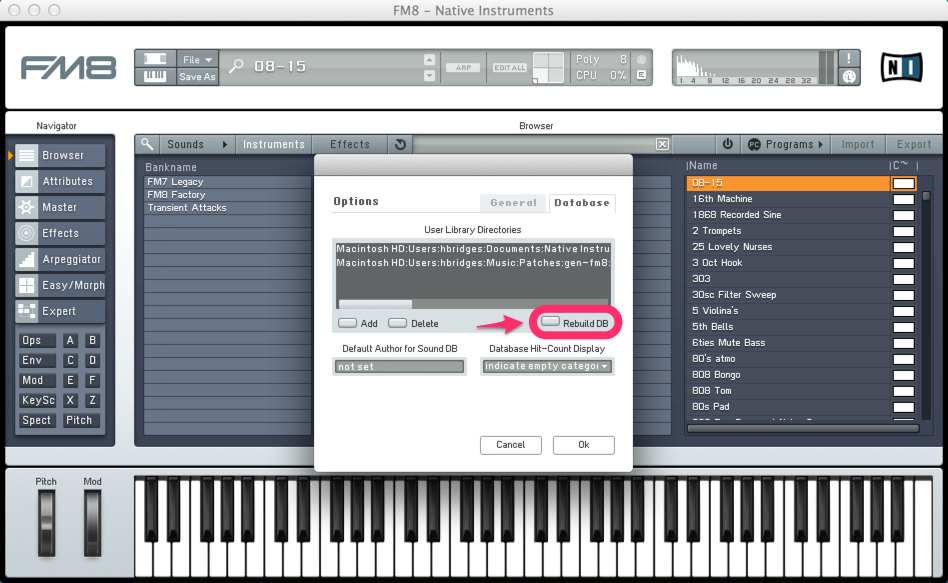 FM8 – Native Instruments
FM8
File
Save As
08-15
ARP
EDIT ALL
Poly 8
CPU 0%
E
1 4 8 12 16 20 24 28 32
!
N I
Navigator
Browser
Browser
Attributes
Master
Effects
Arpeggiator
Easy/Morph
Expert
Ops A B
Env C D
Mod E F
KeySc X Z
Spect Pitch
Sounds
Instruments
Effects
PC Programs
Import
Export
Bankname
FM7 Legacy
FM8 Factory
Transient Attacks
Options
General
Database
User Library Directories
Macintosh HD:Users:hbridges:Documents:Native Instru
Macintosh HD:Users:hbridges:Music:Patches:gen-fm8:
Add
Delete
Rebuild DB
Default Author for Sound DB
Database Hit-Count Display
not set
indicate empty categor
Cancel
Ok
Name
C
08-15
16th Machine
1868 Recorded Sine
2 Trompets
25 Lovely Nurses
3 Oct Hook
303
30sc Filter Sweep
5 Violina's
5th Bells
6ties Mute Bass
80's atmo
808 Bongo
808 Tom
80s Pad
Pitch
Mod